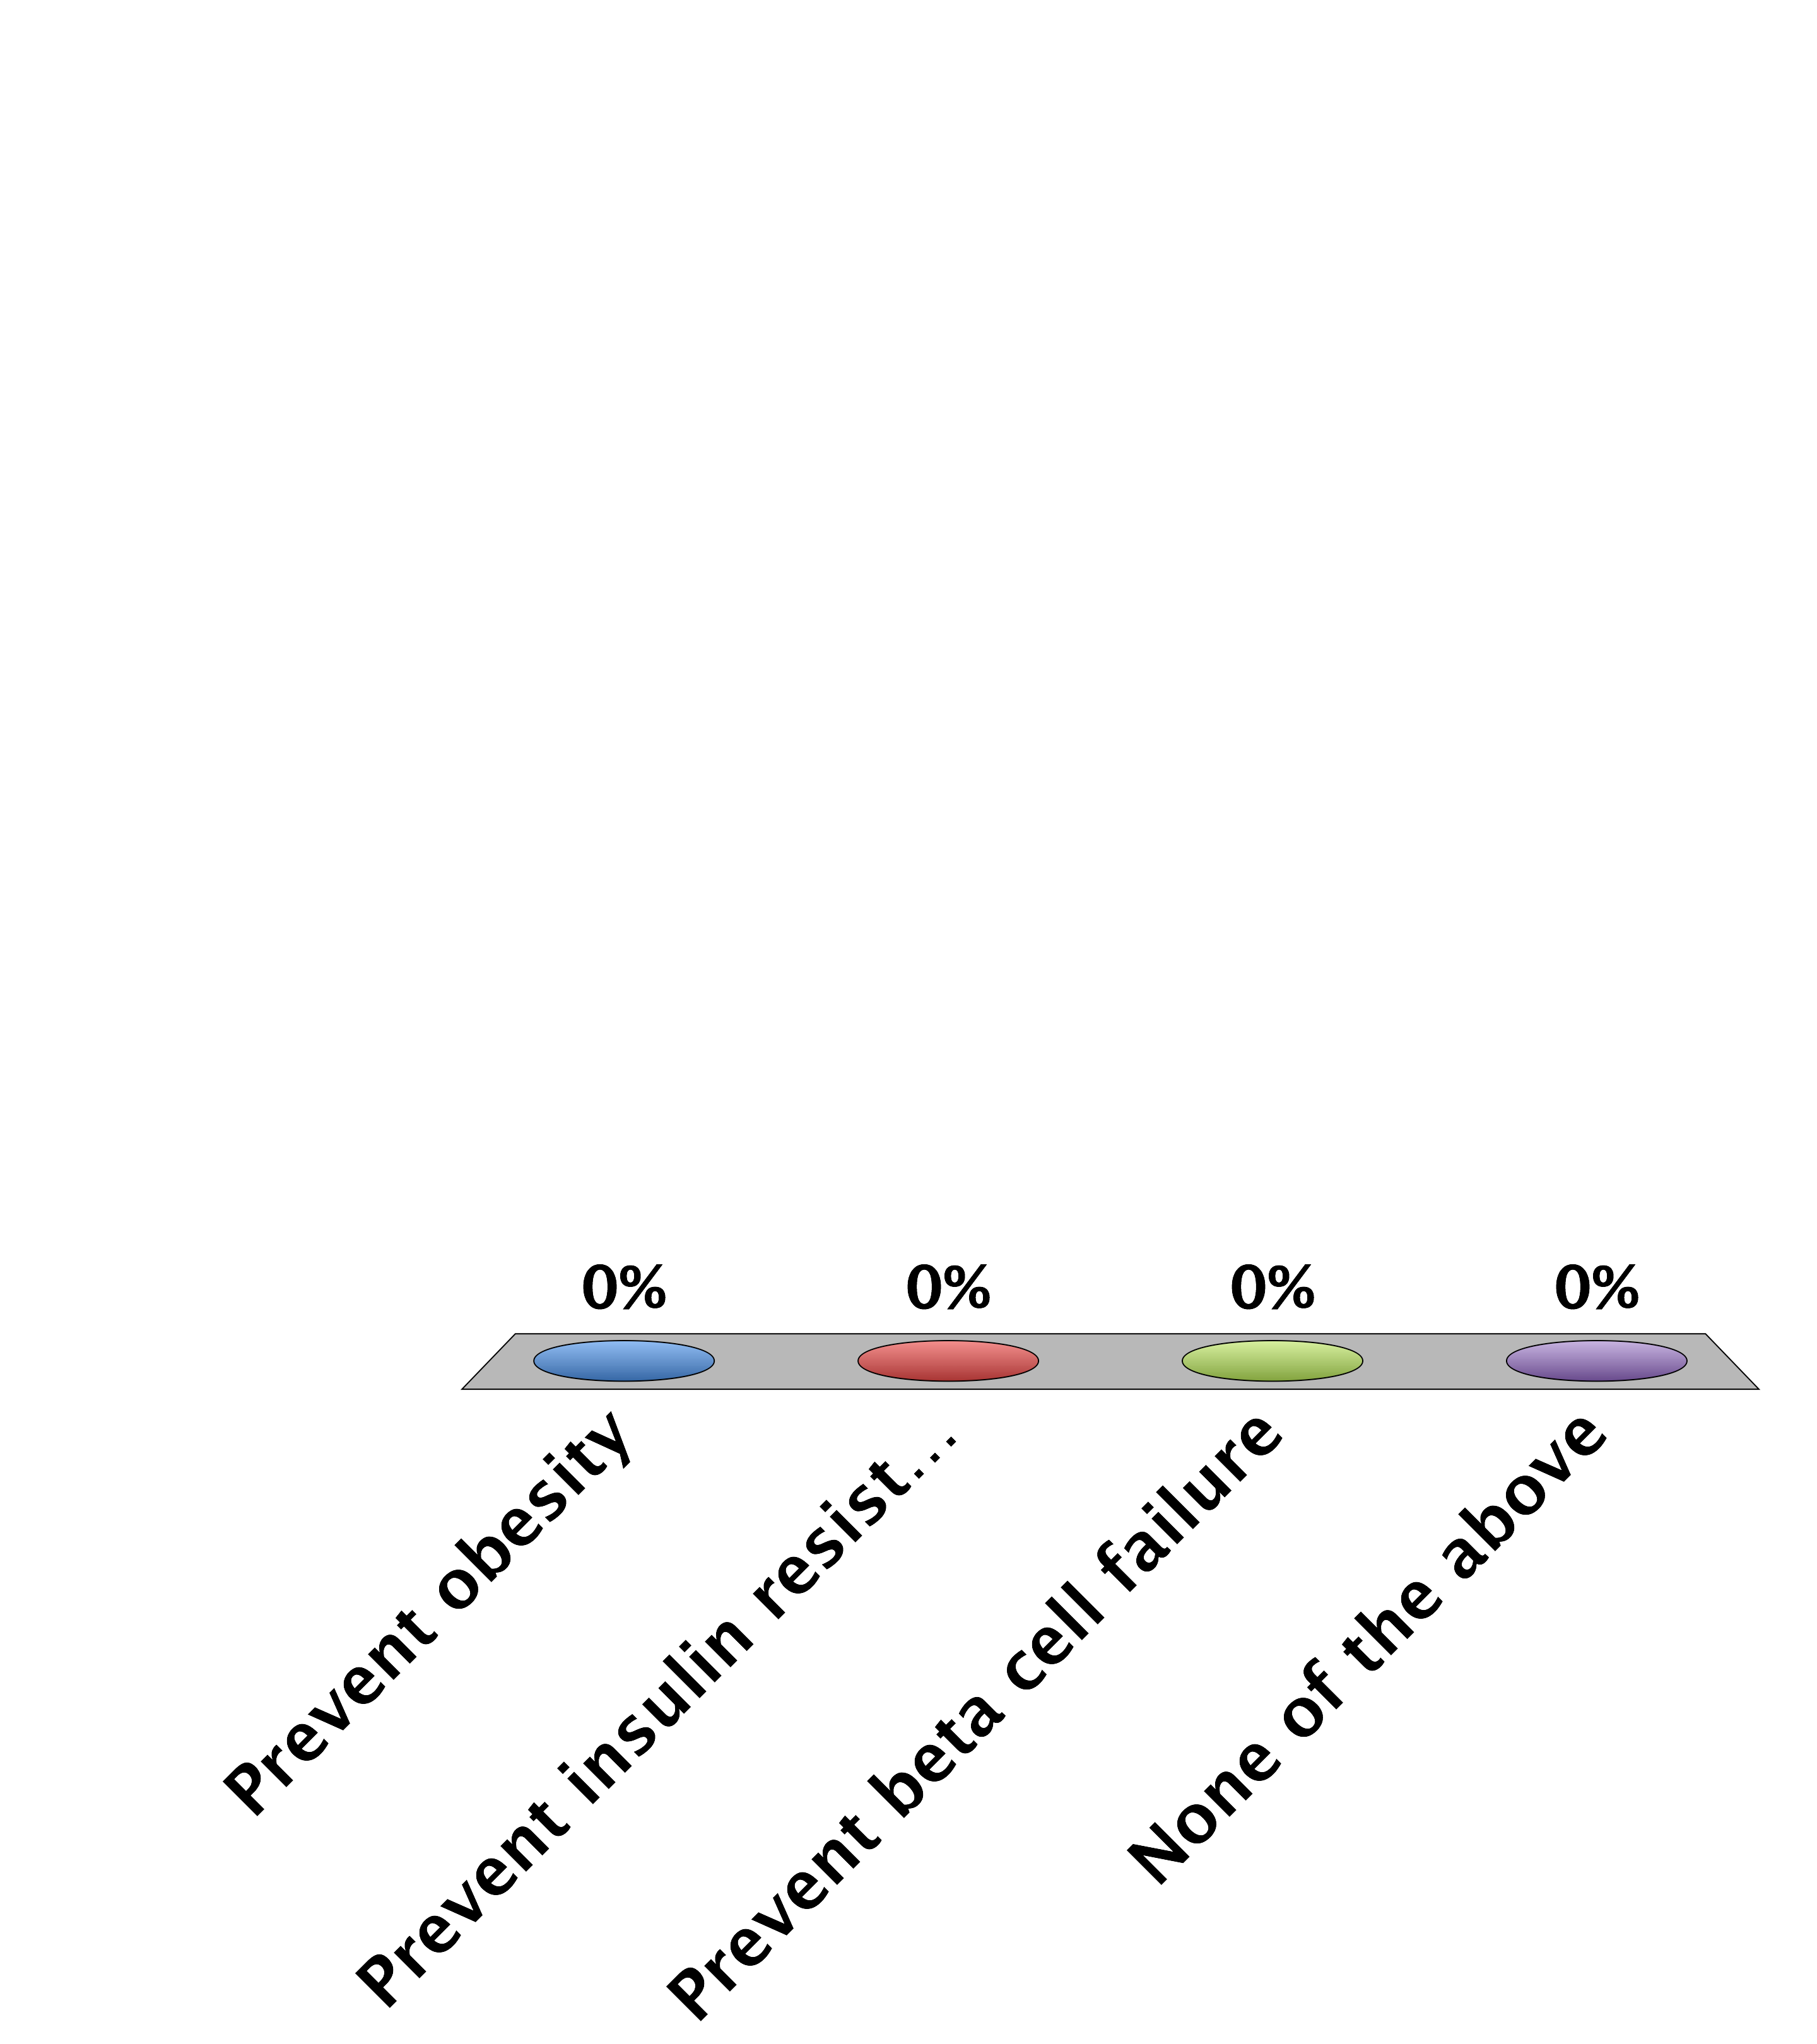 0%
0%
0%
0%
Prevent obesity
Prevent insulin resist...
Prevent beta cell failure
None of the above